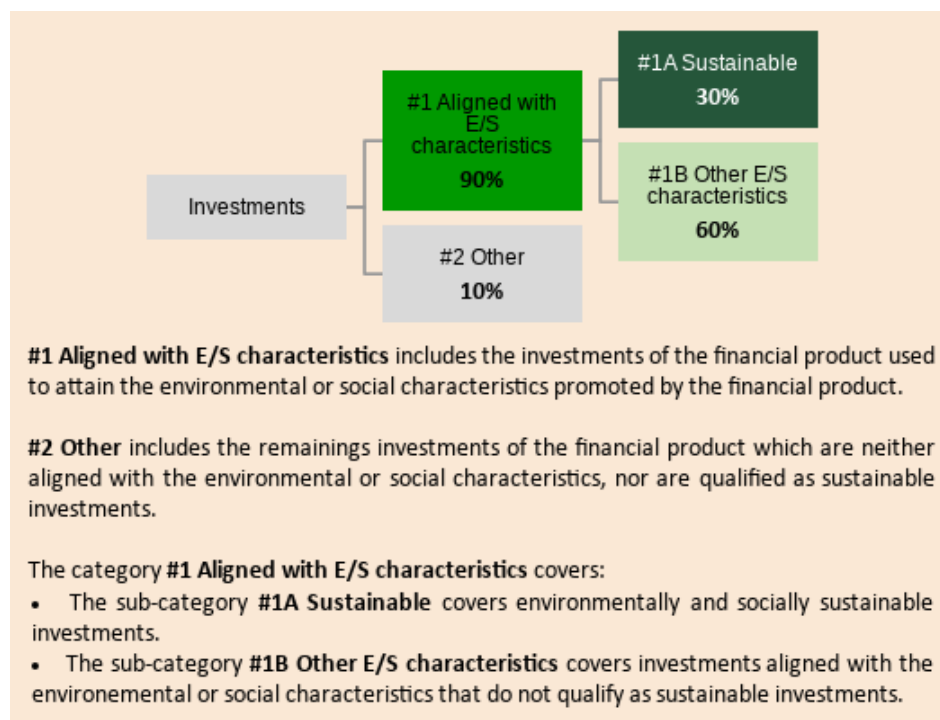 #1A Sustainable
30%
#1 Aligned with
E/S
characteristics
90%
#1B Other E/S
characteristics
60%
Investments
#2 Other
10%
#1 Aligned with E/S characteristics includes the investments of the financial product used
to attain the environmental or social characteristics promoted by the financial product.
#2 Other includes the remainings investments of the financial product which are neither
aligned with the environmental or social characteristics, nor are qualified as sustainable
investments.
The category #1 Aligned with E/S characteristics covers:
• The sub-category #1A Sustainable covers environmentally and socially sustainable
investments.
• The sub-category #1B Other E/S characteristics covers investments aligned with the
environemental or social characteristics that do not qualify as sustainable investments.